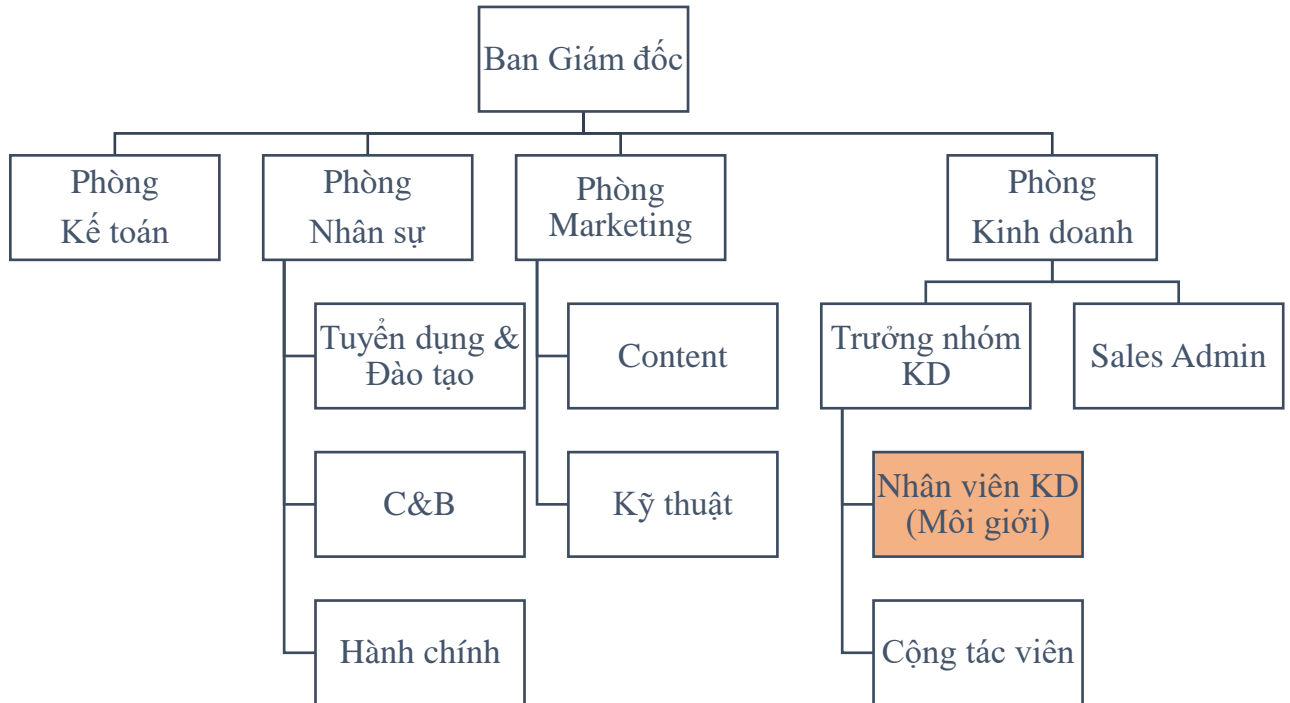 Ban Giám đốc
Phòng
Kế toán
Phòng
Nhân sự
Phòng
Marketing
Phòng
Kinh doanh
Tuyển dụng &
Đào tạo
C&B
Hành chính
Content
Kỹ thuật
Trưởng nhóm
KD
Sales Admin
Nhân viên KD
(Môi giới)
Cộng tác viên